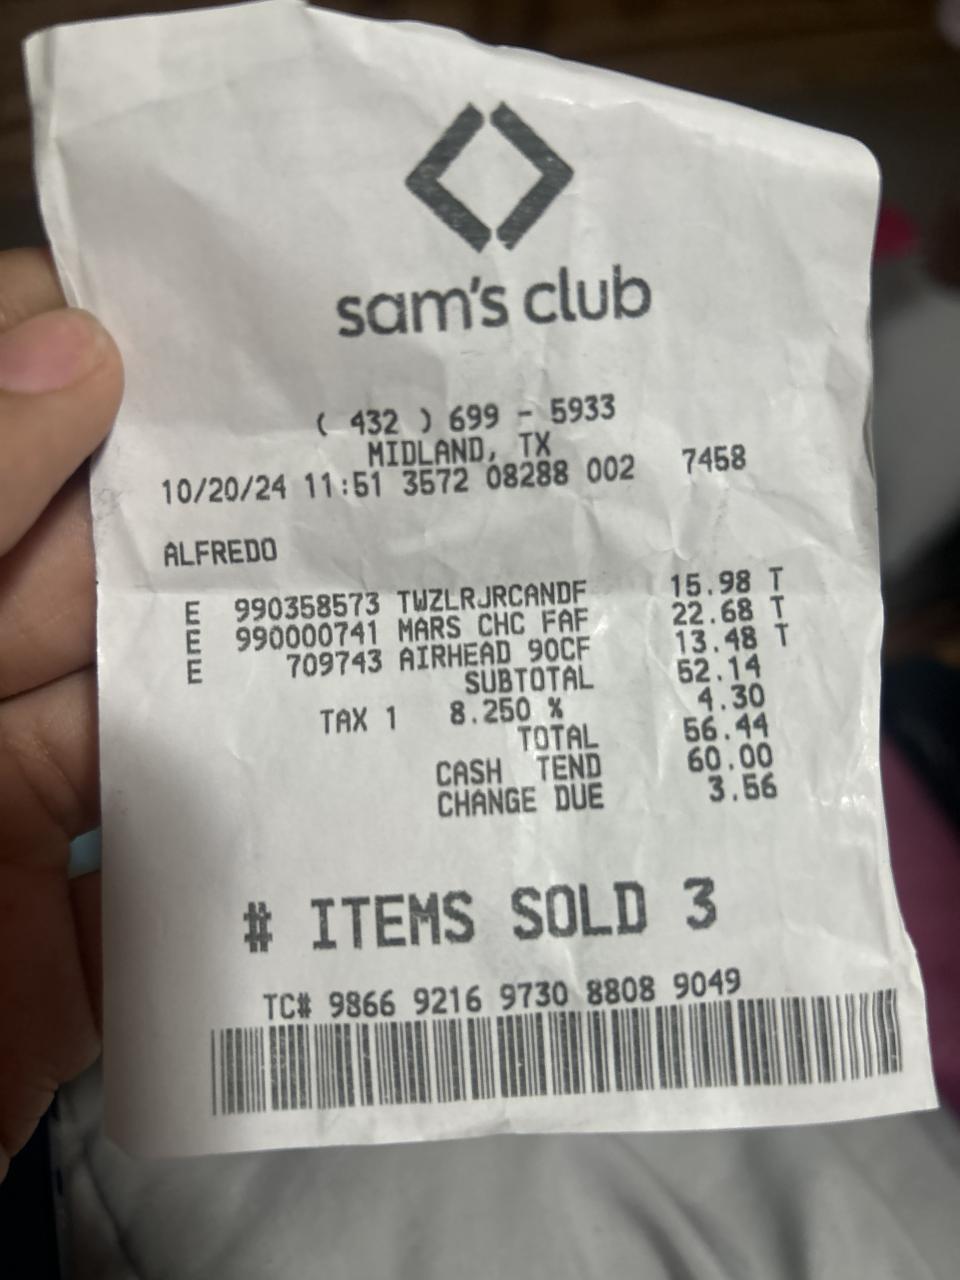 sam's club
( 432 ) 699 - 5933
MIDLAND, TX
10/20/24 11:51 3572 08288 002 7458
ALFREDO
E 990358573 TWZLRJRCANDF 15.98 T
E 990000741 MARS CHC FAF 22.68 T
E 709743 AIRHEAD 90CF 13.48 T
SUBTOTAL 52.14
TAX 1 8.250 % 4.30
TOTAL 56.44
CASH TEND 60.00
CHANGE DUE 3.56
# ITEMS SOLD 3
TC# 9866 9216 9730 8808 9049